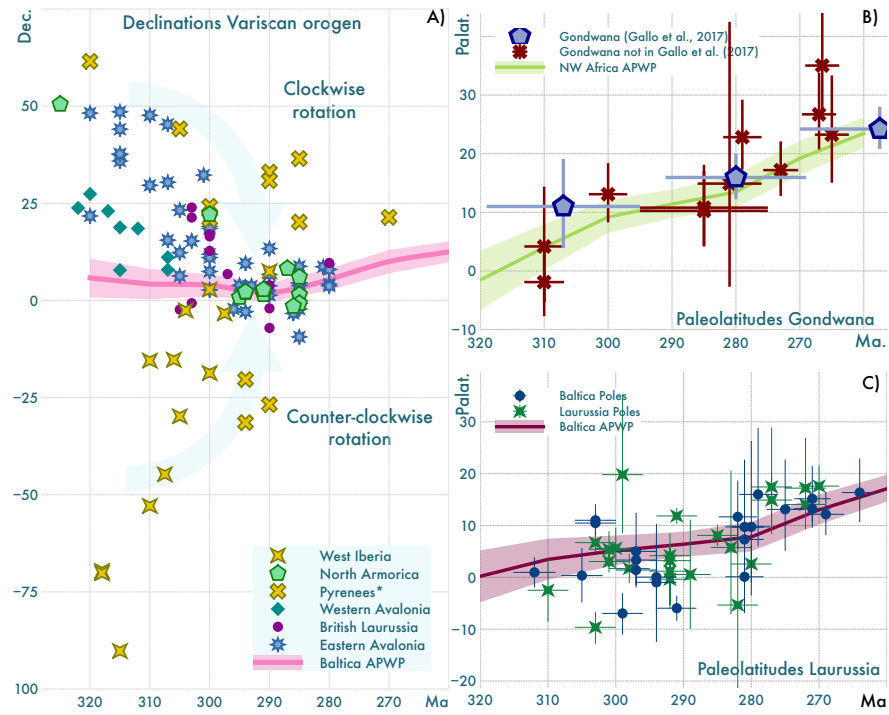 Declinations Variscan orogen
A)
Dec.
Clockwise
rotation
Counter-clockwise
rotation
50
25
0
−25
−50
−75
100
320
310
300
290
280
270
Ma
West Iberia
North Armorica
Pyrenees*
Western Avalonia
British Laurussia
Eastern Avalonia
Baltica APWP
B)
Palat.
Gondwana (Gallo et al., 2017)
Gondwana not in Gallo et al. (2017)
NW Africa APWP
40
30
20
10
0
−10
Paleolatitudes Gondwana
320
310
300
290
280
270
Ma.
C)
Palat.
Baltica Poles
Laurussia Poles
Baltica APWP
30
20
10
0
−10
−20
Paleolatitudes Laurussia
320
310
300
290
280
270
Ma